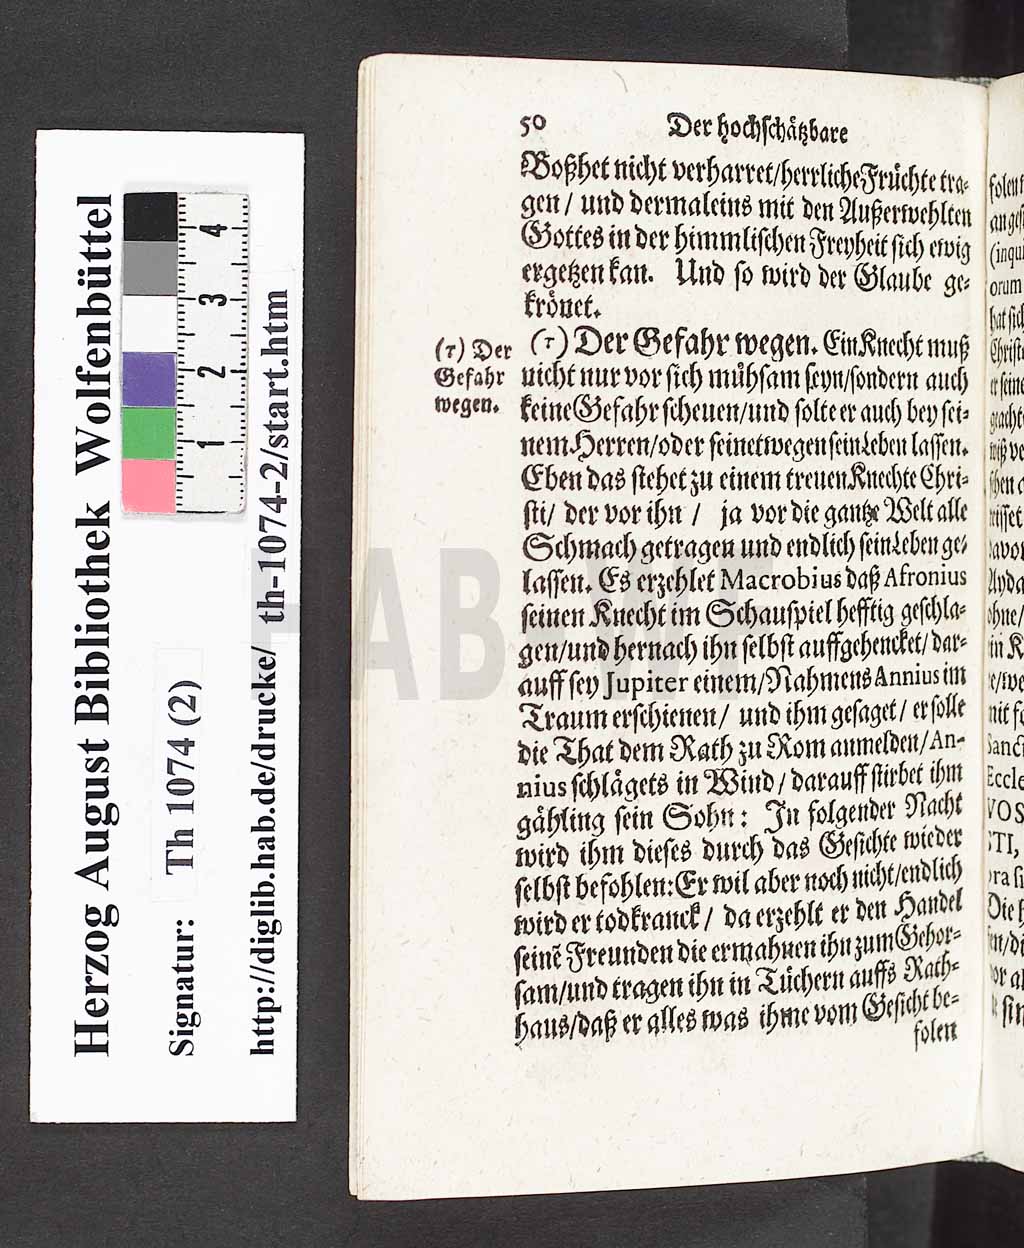 50 Der hochschätzbare
Boßhet nicht verharret/herrliche Früchte tra-
gen / und dermaleins mit den Außerwehlten
Gottes in der himmlischen Freyheit sich ewig
ergetzen kan. Und so wird der Glaube ge-
krönet.
(τ) Der
Gefahr
wegen.
(τ) Der Gefahr wegen. Ein Knecht muß
nicht nur vor sich mühsam seyn/sondern auch
keine Gefahr scheuen/und solte er auch bey sei-
nem Herren/oder seinetwegen sein Leben lassen.
Eben das stehet zu einem treuen Knechte Chri-
sti/ der vor ihn / ja vor die gantze Welt alle
Schmach getragen und endlich sein Leben ge-
lassen. Es erzehlet Macrobius daß Afronius
seinen Knecht im Schauspiel hefftig geschla-
gen/und hernach ihn selbst auffgehencket/dar-
auff sey Jupiter einem/Nahmens Annius im
Traum erschienen/ und ihm gesaget/ er solle
die That dem Rath zu Rom anmelden/An-
nius schlägets in Wind/darauff stirbet ihm
gähling sein Sohn: In folgender Nacht
wird ihm dieses durch das Gesichte wieder
selbst befohlen: Er wil aber noch nicht/endlich
wird er todkranck/ da erzehlt er den Handel
seinē Freunden die ermahnen ihn zum Gehor-
sam/und tragen ihn in Tüchern auffs Rath-
haus/daß er alles was ihme vom Gesicht be-
folen
Herzog August Bibliothek Wolfenbüttel
Signatur: Th 1074 (2)
http://diglib.hab.de/drucke/ th-1074-2/start.htm
1 2 3 4
HAB